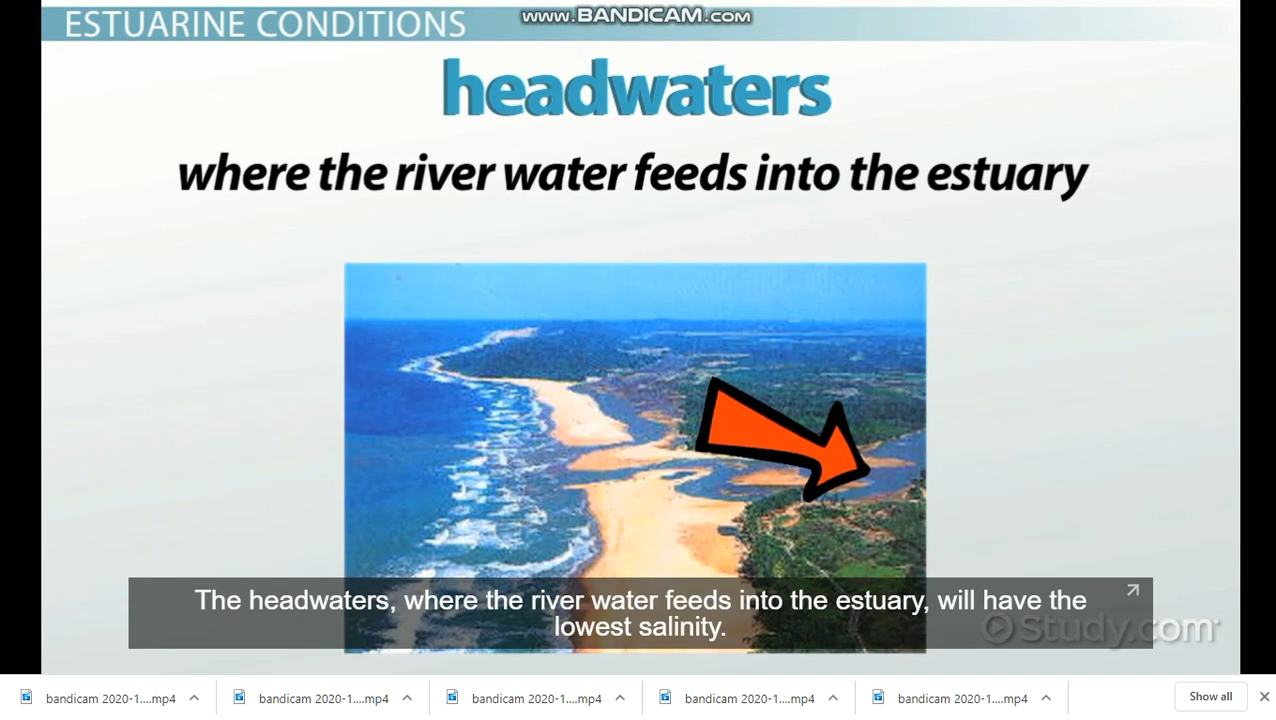 ESTUARINE CONDITIONS
www.BANDICAM.com
headwaters
where the river water feeds into the estuary
The headwaters, where the river water feeds into the estuary, will have the
lowest salinity.
Study.com
bandicam 2020-1....mp4
bandicam 2020-1....mp4
bandicam 2020-1....mp4
bandicam 2020-1....mp4
bandicam 2020-1....mp4
Show all